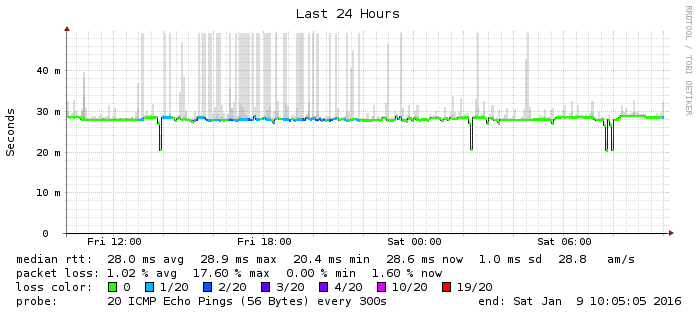 Last 24 Hours
RRDTOOL / TOBI OETIKER
Seconds
40 m
30 m
20 m
10 m
0
Fri 12:00 Fri 18:00 Sat 00:00 Sat 06:00
median rtt: 28.0 ms avg 28.9 ms max 20.4 ms min 28.6 ms now 1.0 ms sd 28.8 am/s
packet loss: 1.02 % avg 17.60 % max 0.00 % min 1.60 % now
loss color: 0 1/20 2/20 3/20 4/20 10/20 19/20
probe: 20 ICMP Echo Pings (56 Bytes) every 300s end: Sat Jan 9 10:05:05 2016